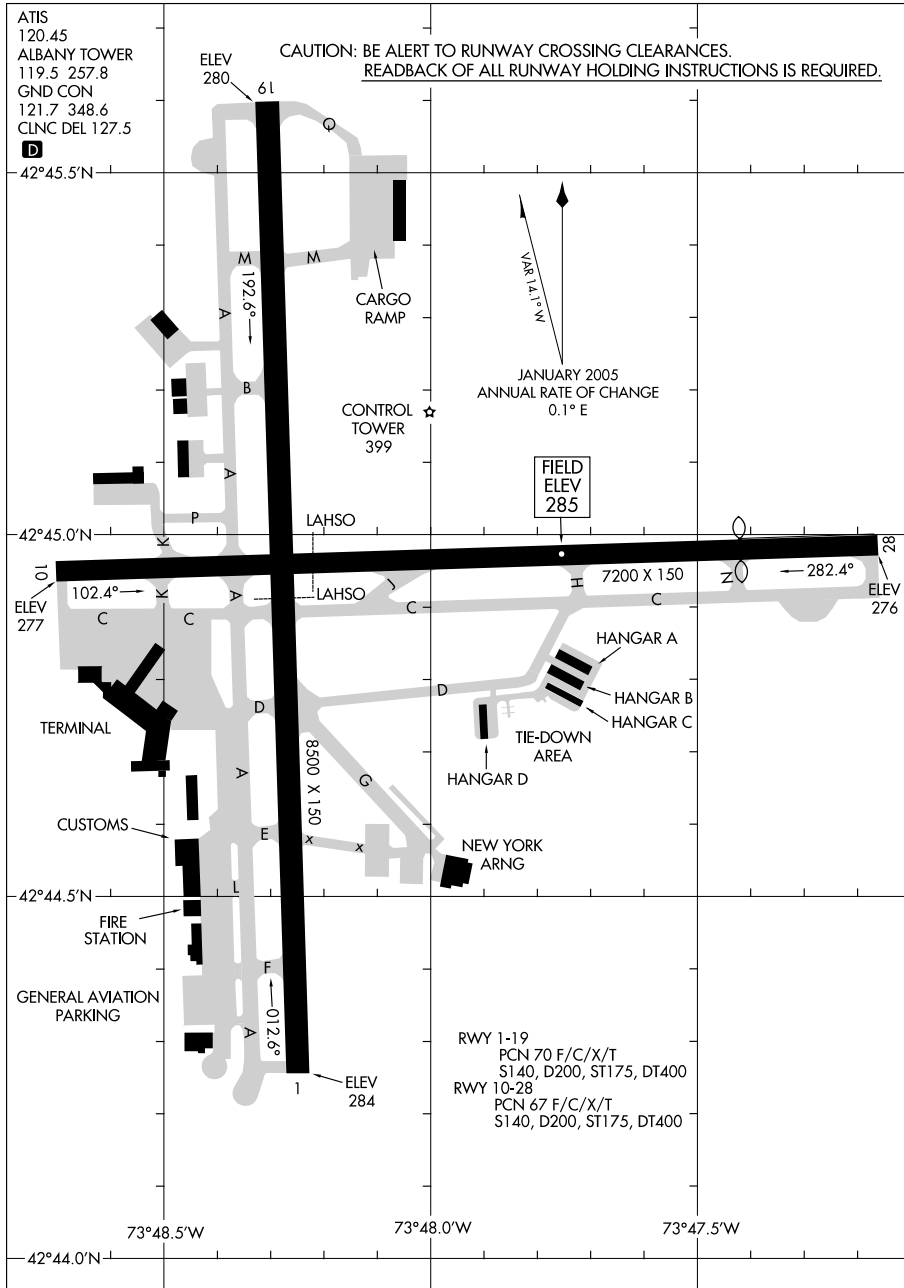 ATIS
120.45
ALBANY TOWER
119.5 257.8
GND CON
121.7 348.6
CLNC DEL 127.5
D
CAUTION: BE ALERT TO RUNWAY CROSSING CLEARANCES.
READBACK OF ALL RUNWAY HOLDING INSTRUCTIONS IS REQUIRED.
ELEV
280
19
Q
42°45.5'N
M
M
192.6°
A
CARGO
RAMP
VAR 14.1° W
JANUARY 2005
ANNUAL RATE OF CHANGE
0.1° E
B
CONTROL
TOWER
399
A
FIELD
ELEV
285
P
LAHSO
42°45.0'N
K
10
28
J
H
7200 X 150
N
282.4°
102.4°
K
A
LAHSO
ELEV
277
C
C
C
C
ELEV
276
HANGAR A
HANGAR B
HANGAR C
D
D
TERMINAL
TIE-DOWN
AREA
HANGAR D
8500 X 150
A
G
CUSTOMS
E
x
x
NEW YORK
ARNG
42°44.5'N
L
FIRE
STATION
F
GENERAL AVIATION
PARKING
012.6°
A
RWY 1-19
PCN 70 F/C/X/T
S140, D200, ST175, DT400
RWY 10-28
PCN 67 F/C/X/T
S140, D200, ST175, DT400
1
ELEV
284
73°48.5'W
73°48.0'W
73°47.5'W
42°44.0'N